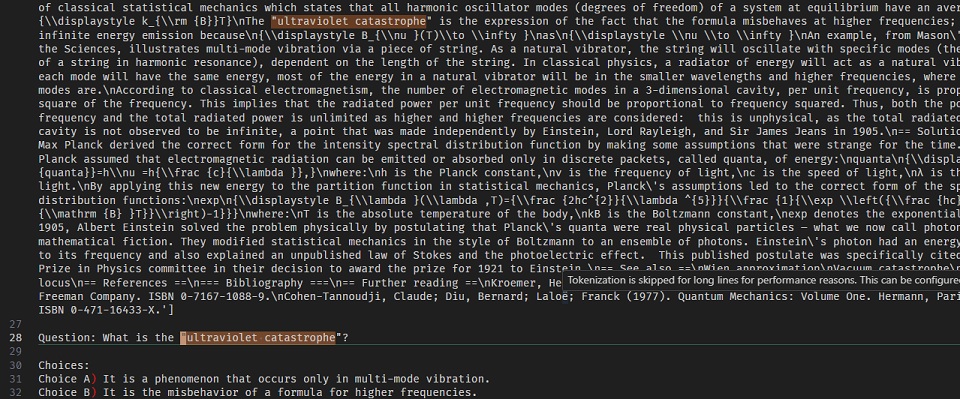 of classical statistical mechanics which states that all harmonic oscillator modes (degrees of freedom) of a system at equilibrium have an aver
{\\displaystyle k_{\\rm {B}}T}\nThe "ultraviolet catastrophe" is the expression of the fact that the formula misbehaves at higher frequencies;
infinite energy emission because\n{\\displaystyle B_{\\nu }(T)\\to \\infty }\nas\n{\\displaystyle \\nu \\to \\infty }\nAn example, from Mason\'
the Sciences, illustrates multi-mode vibration via a piece of string. As a natural vibrator, the string will oscillate with specific modes (the
of a string in harmonic resonance), dependent on the length of the string. In classical physics, a radiator of energy will act as a natural vib
each mode will have the same energy, most of the energy in a natural vibrator will be in the smaller wavelengths and higher frequencies, where
modes are.\nAccording to classical electromagnetism, the number of electromagnetic modes in a 3-dimensional cavity, per unit frequency, is prop
square of the frequency. This implies that the radiated power per unit frequency should be proportional to frequency squared. Thus, both the po
frequency and the total radiated power is unlimited as higher and higher frequencies are considered:  this is unphysical, as the total radiated
cavity is not observed to be infinite, a point that was made independently by Einstein, Lord Rayleigh, and Sir James Jeans in 1905.\n== Solutio
Max Planck derived the correct form for the intensity spectral distribution function by making some assumptions that were strange for the time.
Planck assumed that electromagnetic radiation can be emitted or absorbed only in discrete packets, called quanta, of energy:\nquanta\n{\\displa
{quanta}}=h\\nu =h{\\frac {c}{\\lambda }},}\nwhere:\nh is the Planck constant,\nν is the frequency of light,\nc is the speed of light,\nλ is th
light.\nBy applying this new energy to the partition function in statistical mechanics, Planck\'s assumptions led to the correct form of the sp
distribution functions:\nexp\n{\\displaystyle B_{\\lambda }(\\lambda ,T)={\\frac {2hc^{2}}{\\lambda ^{5}}}{\\frac {1}{\\exp \\left({\\frac {hc}
{\\mathrm {B} }T}}\\right)-1}}}\nwhere:\nT is the absolute temperature of the body,\nkB is the Boltzmann constant,\nexp denotes the exponential
1905, Albert Einstein solved the problem physically by postulating that Planck\'s quanta were real physical particles – what we now call photon
mathematical fiction. They modified statistical mechanics in the style of Boltzmann to an ensemble of photons. Einstein\'s photon had an energy
to its frequency and also explained an unpublished law of Stokes and the photoelectric effect.  This published postulate was specifically cited
Prize in Physics committee in their decision to award the prize for 1921 to Einstein.\n== See also ==\nWien approximation\nVacuum catastrophe\n
locus\n== References ==\n=== Bibliography ===\n== Further reading ==\nKroemer, He
Tokenization is skipped for long lines for performance reasons. This can be configured
Freeman Company. ISBN 0-7167-1088-9.\nCohen-Tannoudji, Claude; Diu, Bernard; Laloë; Franck (1977). Quantum Mechanics: Volume One. Hermann, Pari
ISBN 0-471-16433-X.']
27
28 Question: What is the "ultraviolet catastrophe"?
29
30 Choices:
31 Choice A) It is a phenomenon that occurs only in multi-mode vibration.
32 Choice B) It is the misbehavior of a formula for higher frequencies.